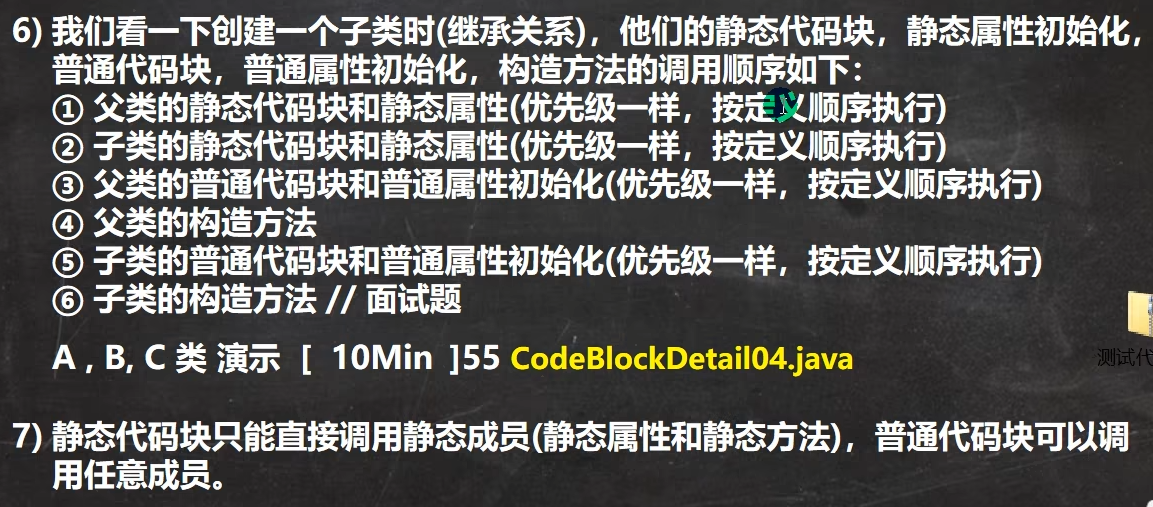 6) 我们看一下创建一个子类时(继承关系)，他们的静态代码块，静态属性初始化，
普通代码块，普通属性初始化，构造方法的调用顺序如下：
① 父类的静态代码块和静态属性(优先级一样，按定义顺序执行)
② 子类的静态代码块和静态属性(优先级一样，按定义顺序执行)
③ 父类的普通代码块和普通属性初始化(优先级一样，按定义顺序执行)
④ 父类的构造方法
⑤ 子类的普通代码块和普通属性初始化(优先级一样，按定义顺序执行)
⑥ 子类的构造方法 // 面试题
A , B, C 类 演示 [ 10Min ]55 CodeBlockDetail04.java
测试代
7) 静态代码块只能直接调用静态成员(静态属性和静态方法)，普通代码块可以调
用任意成员。